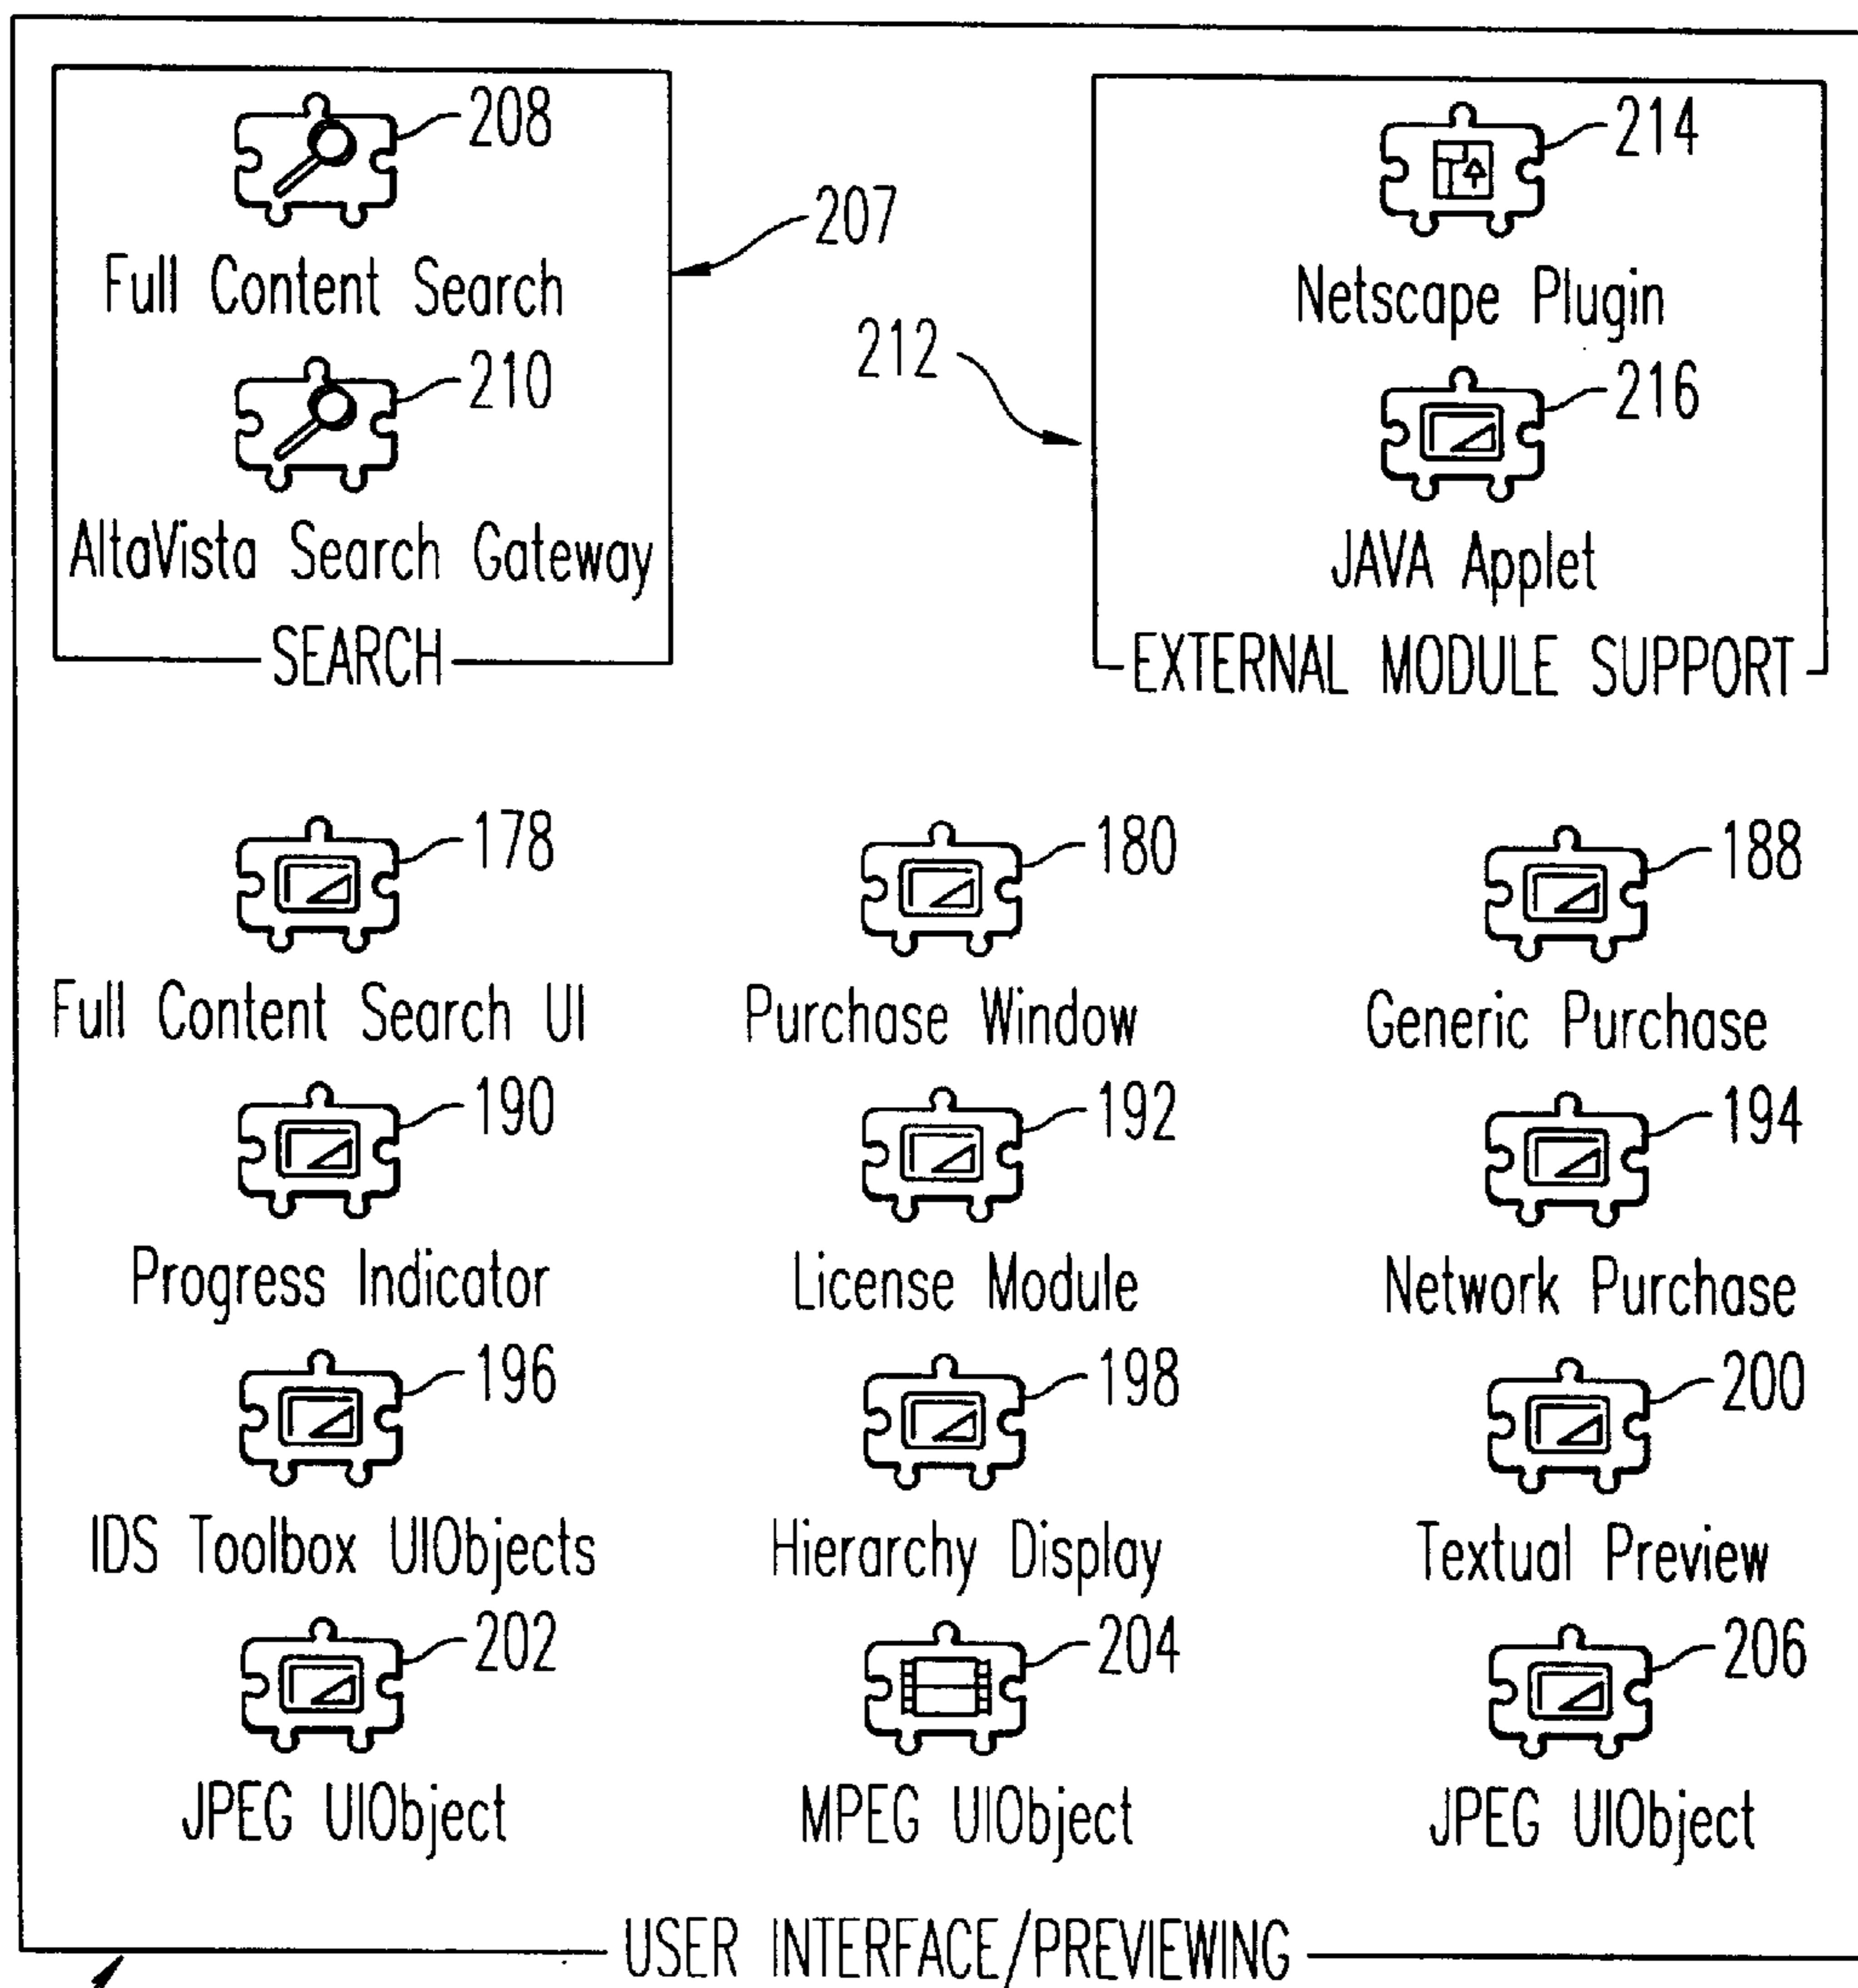 208
Full Content Search
210
AltaVista Search Gateway
SEARCH
207
212
214
Netscape Plugin
216
JAVA Applet
EXTERNAL MODULE SUPPORT
178 180 188
Full Content Search UI Purchase Window Generic Purchase
190 192 194
Progress Indicator License Module Network Purchase
196 198 200
IDS Toolbox UIObjects Hierarchy Display Textual Preview
202 204 206
JPEG UIObject MPEG UIObject JPEG UIObject
USER INTERFACE/PREVIEWING